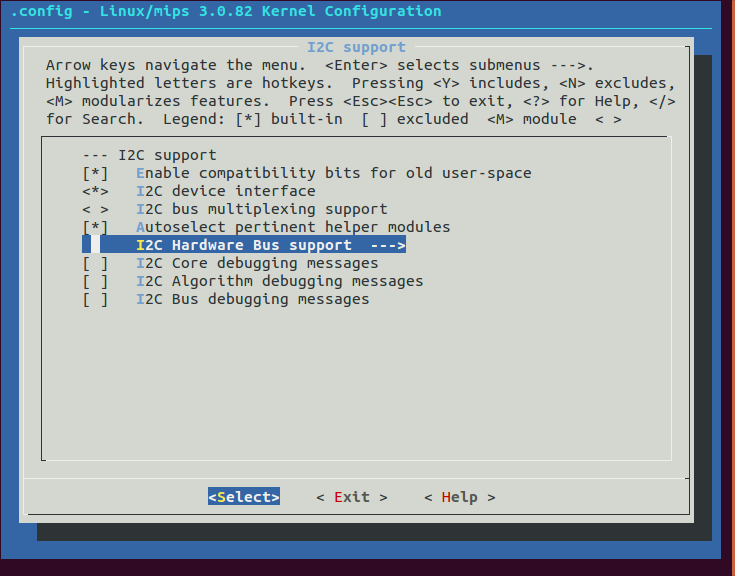 .config - Linux/mips 3.0.82 Kernel Configuration
I2C support
Arrow keys navigate the menu.  <Enter> selects submenus --->.
Highlighted letters are hotkeys.  Pressing <Y> includes, <N> excludes,
<M> modularizes features.  Press <Esc><Esc> to exit, <?> for Help, </>
for Search.  Legend: [*] built-in  [ ] excluded  <M> module  < >
--- I2C support
[*]   Enable compatibility bits for old user-space
<*>   I2C device interface
< >   I2C bus multiplexing support
[*]   Autoselect pertinent helper modules
I2C Hardware Bus support  --->
[ ]   I2C Core debugging messages
[ ]   I2C Algorithm debugging messages
[ ]   I2C Bus debugging messages
<Select>    < Exit >    < Help >